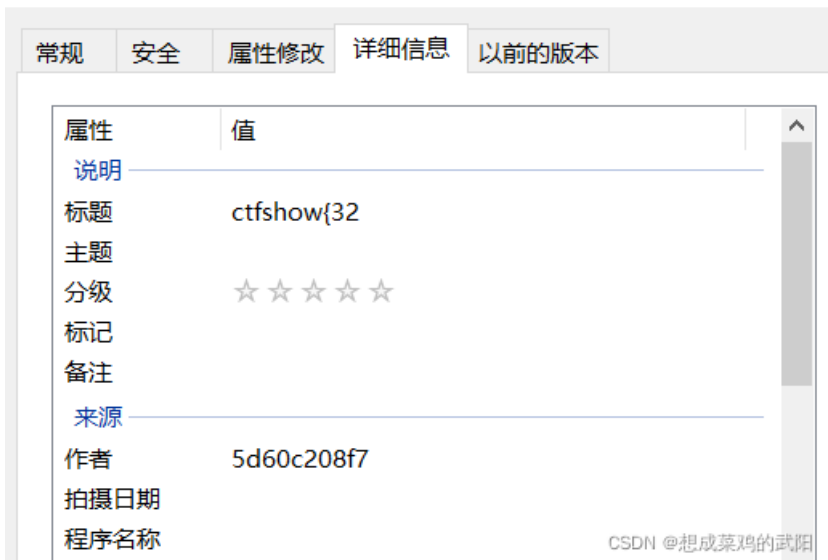 常规 安全 属性修改 详细信息 以前的版本
属性 值
说明
标题 ctfshow{32
主题
分级
标记
备注
来源
作者 5d60c208f7
拍摄日期
程序名称
CSDN @想成菜鸡的武阳